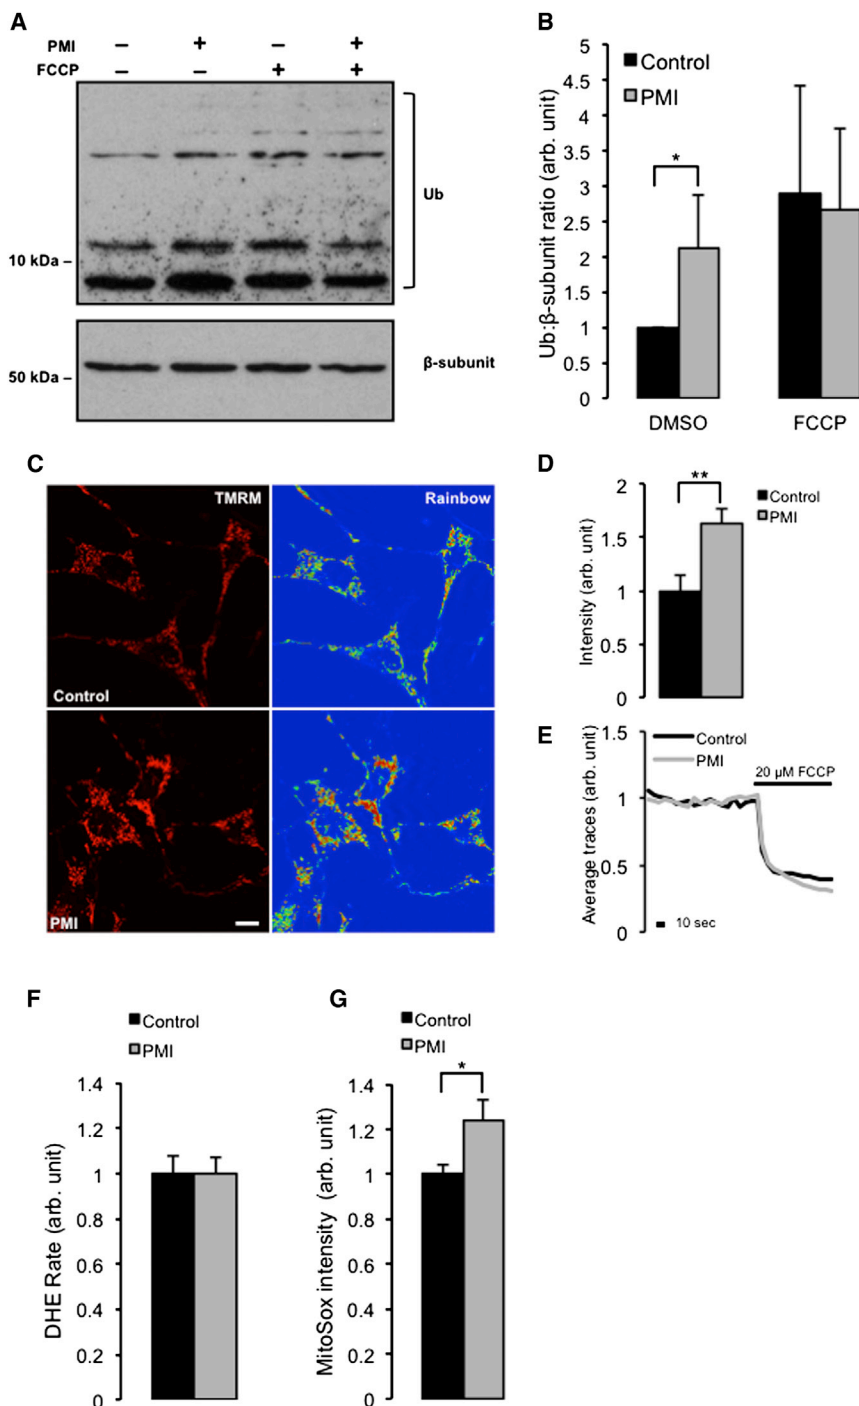 A
PMI – + – +
FCCP – – + +
Ub
10 kDa –
50 kDa –
β-subunit
B
Ub:β-subunit ratio (arb. unit)
5
4.5
4
3.5
3
2.5
2
1.5
1
0.5
0
Control
PMI
*
DMSO FCCP
C
TMRM Rainbow
Control
PMI
D
Intensity (arb. unit)
2
1.5
1
0.5
0
**
Control
PMI
E
Average traces (arb. unit)
1.5
1
0.5
0
Control
PMI
20 µM FCCP
10 sec
F
Control
PMI
DHE Rate (arb. unit)
1.4
1.2
1
0.8
0.6
0.4
0.2
0
G
Control
PMI
MitoSox intensity (arb. unit)
1.4
1.2
1
0.8
0.6
0.4
0.2
0
*